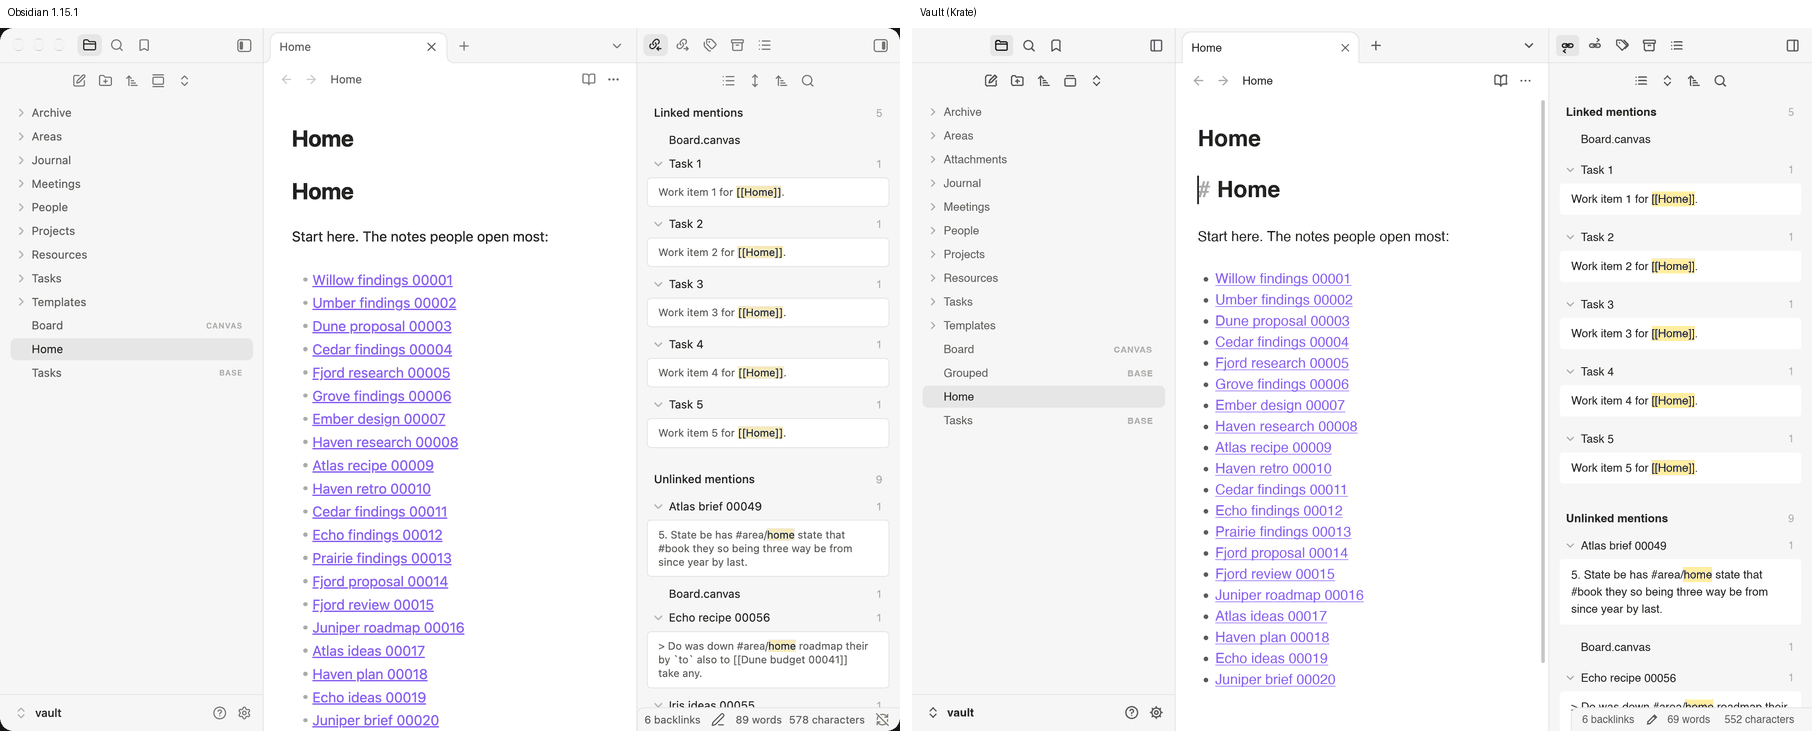 Obsidian 1.15.1
Home
Home
Archive
Areas
Journal
Meetings
People
Projects
Resources
Tasks
Templates
Board CANVAS
Home
Tasks BASE
vault
Home
Home
Start here. The notes people open most:
• Willow findings 00001
• Umber findings 00002
• Dune proposal 00003
• Cedar findings 00004
• Fjord research 00005
• Grove findings 00006
• Ember design 00007
• Haven research 00008
• Atlas recipe 00009
• Haven retro 00010
• Cedar findings 00011
• Echo findings 00012
• Prairie findings 00013
• Fjord proposal 00014
• Fjord review 00015
• Juniper roadmap 00016
• Atlas ideas 00017
• Haven plan 00018
• Echo ideas 00019
• Juniper brief 00020
Linked mentions 5
Board.canvas
Task 1 1
Work item 1 for [[Home]].
Task 2 1
Work item 2 for [[Home]].
Task 3 1
Work item 3 for [[Home]].
Task 4 1
Work item 4 for [[Home]].
Task 5 1
Work item 5 for [[Home]].
Unlinked mentions 9
Atlas brief 00049 1
5. State be has #area/home state that
#book they so being three way be from
since year by last.
Board.canvas 1
Echo recipe 00056 1
> Do was down #area/home roadmap their
by `to` also to [[Dune budget 00041]]
take any.
Iris ideas 00055 1
6 backlinks 89 words 578 characters
Vault (Krate)
Home
Home
Archive
Areas
Attachments
Journal
Meetings
People
Projects
Resources
Tasks
Templates
Board CANVAS
Grouped BASE
Home
Tasks BASE
vault
Home
# Home
Start here. The notes people open most:
• Willow findings 00001
• Umber findings 00002
• Dune proposal 00003
• Cedar findings 00004
• Fjord research 00005
• Grove findings 00006
• Ember design 00007
• Haven research 00008
• Atlas recipe 00009
• Haven retro 00010
• Cedar findings 00011
• Echo findings 00012
• Prairie findings 00013
• Fjord proposal 00014
• Fjord review 00015
• Juniper roadmap 00016
• Atlas ideas 00017
• Haven plan 00018
• Echo ideas 00019
• Juniper brief 00020
Linked mentions 5
Board.canvas
Task 1 1
Work item 1 for [[Home]].
Task 2 1
Work item 2 for [[Home]].
Task 3 1
Work item 3 for [[Home]].
Task 4 1
Work item 4 for [[Home]].
Task 5 1
Work item 5 for [[Home]].
Unlinked mentions 9
Atlas brief 00049 1
5. State be has #area/home state that
#book they so being three way be from
since year by last.
Board.canvas 1
Echo recipe 00056 1
> Do was down #area/home roadmap their
6 backlinks 69 words 552 characters